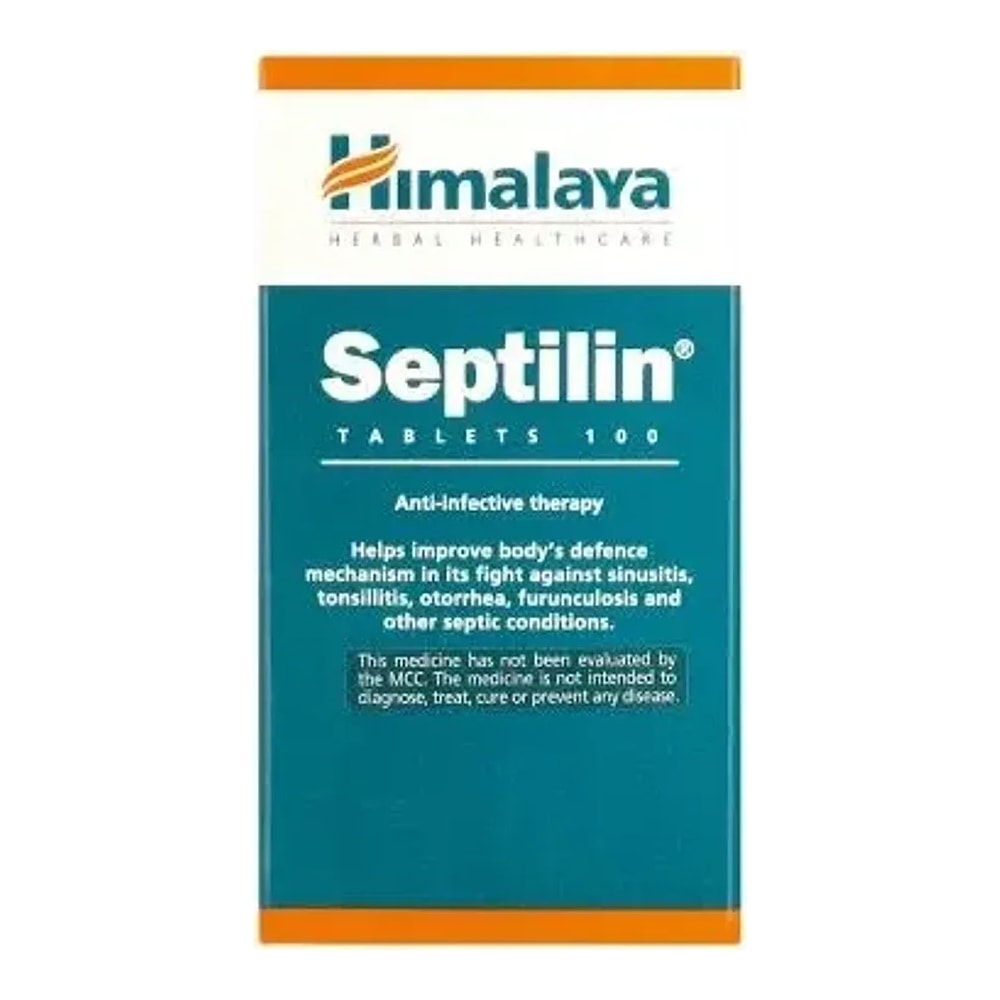 Himalaya
HERBAL HEALTHCARE
Septilin®
TABLETS 100
Anti-infective therapy
Helps improve body's defence
mechanism in its fight against sinusitis,
tonsillitis, otorrhea, furunculosis and
other septic conditions.
This medicine has not been evaluated by
the MCC. The medicine is not intended to
diagnose, treat, cure or prevent any disease.